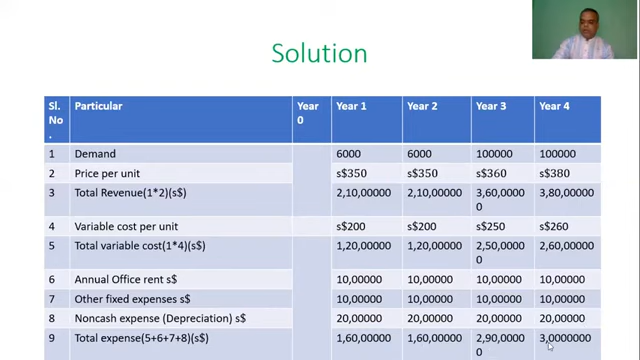 Solution
Sl. No . Particular Year 0 Year 1 Year 2 Year 3 Year 4
1 Demand 6000 6000 100000 100000
2 Price per unit s$350 s$350 s$360 s$380
3 Total Revenue(1*2)(s$) 2,10,00000 2,10,00000 3,60,0000 0 3,80,00000
4 Variable cost per unit s$200 s$200 s$250 s$260
5 Total variable cost(1*4)(s$) 1,20,00000 1,20,00000 2,50,0000 0 2,60,00000
6 Annual Office rent s$ 10,00000 10,00000 10,00000 10,00000
7 Other fixed expenses s$ 10,00000 10,00000 10,00000 10,00000
8 Noncash expense (Depreciation) s$ 20,00000 20,00000 20,00000 20,00000
9 Total expense(5+6+7+8)(s$) 1,60,00000 1,60,00000 2,90,0000 0 3,0000000